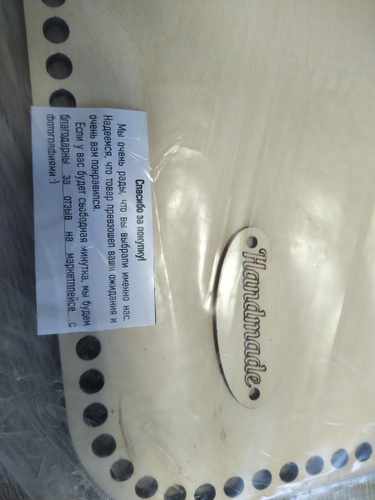 Спасибо за покупку!
Мы очень рады, что вы выбрали именно нас.
Надеемся, что товар превзошел ваши ожидания и
очень вам понравился.
Если у вас будет свободная минутка, мы будем
благодарны за отзыв на маркетплейсе с
фотографиями :)
Handmade